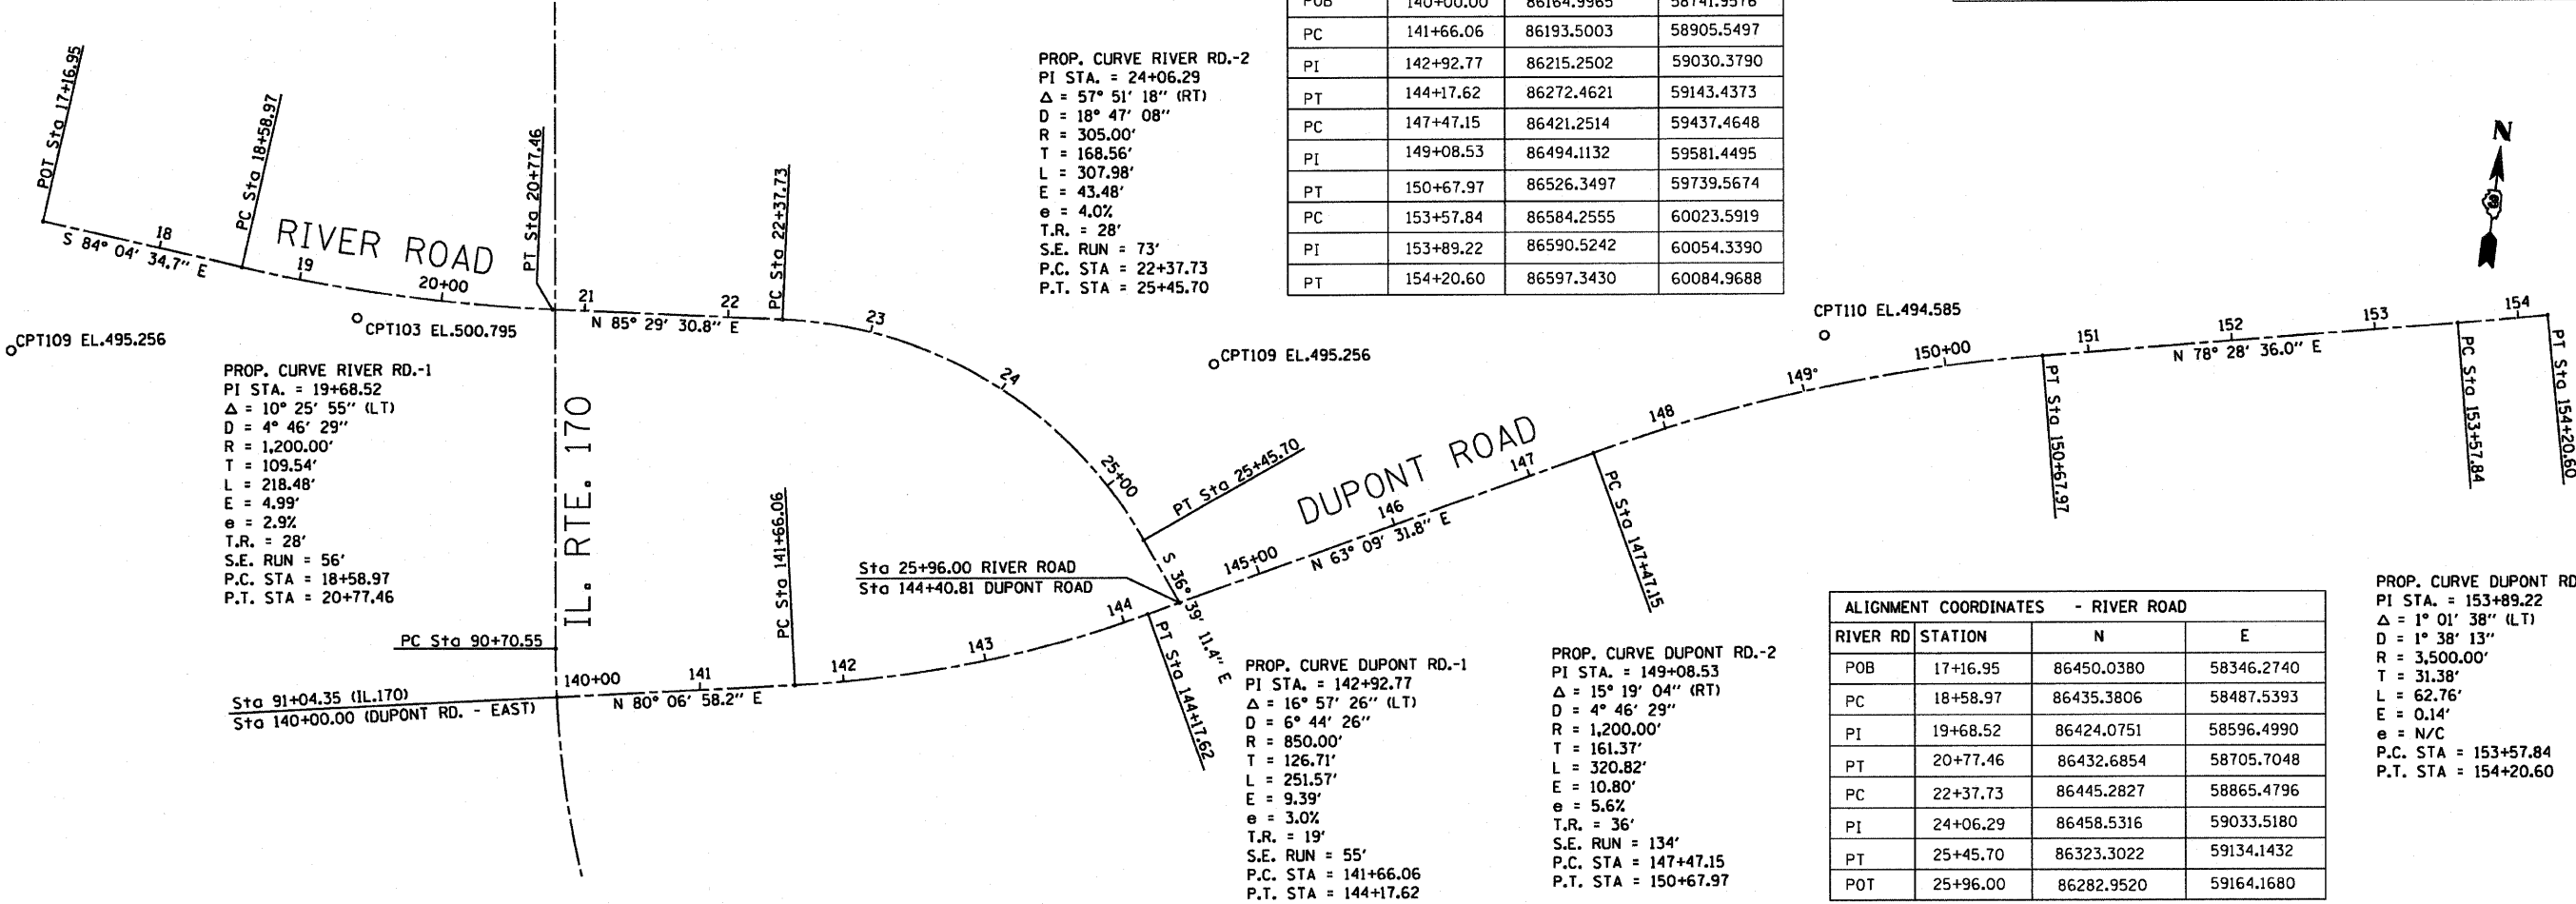 POT Sta 17+16.95
PC Sta 18+58.97
PT Sta 20+77.46
PC Sta 22+37.73
S 84° 04' 34.7" E
18
RIVER ROAD
19
20+00
21
22
N 85° 29' 30.8" E
23
24
25+00
CPT109 EL.495.256
CPT103 EL.500.795
PROP. CURVE RIVER RD.-1
PI STA. = 19+68.52
Δ = 10° 25' 55" (LT)
D = 4° 46' 29"
R = 1,200.00'
T = 109.54'
L = 218.48'
E = 4.99'
e = 2.9%
T.R. = 28'
S.E. RUN = 56'
P.C. STA = 18+58.97
P.T. STA = 20+77.46
IL. RTE. 170
PC Sta 90+70.55
Sta 91+04.35 (IL.170)
Sta 140+00.00 (DUPONT RD. - EAST)
140+00
141
N 80° 06' 58.2" E
PC Sta 141+66.06
142
143
144
PROP. CURVE RIVER RD.-2
PI STA. = 24+06.29
Δ = 57° 51' 18" (RT)
D = 18° 47' 08"
R = 305.00'
T = 168.56'
L = 307.98'
E = 43.48'
e = 4.0%
T.R. = 28'
S.E. RUN = 73'
P.C. STA = 22+37.73
P.T. STA = 25+45.70
POB 140+00.00 86164.9965 58741.9576
PC 141+66.06 86193.5003 58905.5497
PI 142+92.77 86215.2502 59030.3790
PT 144+17.62 86272.4621 59143.4373
PC 147+47.15 86421.2514 59437.4648
PI 149+08.53 86494.1132 59581.4495
PT 150+67.97 86526.3497 59739.5674
PC 153+57.84 86584.2555 60023.5919
PI 153+89.22 86590.5242 60054.3390
PT 154+20.60 86597.3430 60084.9688
N
CPT109 EL.495.256
CPT110 EL.494.585
PT Sta 25+45.70
S 36° 39' 11.4" E
Sta 25+96.00 RIVER ROAD
Sta 144+40.81 DUPONT ROAD
PT Sta 144+17.62
DUPONT ROAD
145+00
146
147
N 63° 09' 31.8" E
PC Sta 147+47.15
148
149
150+00
PT Sta 150+67.97
151
152
153
154
N 78° 28' 36.0" E
PC Sta 153+57.84
PT Sta 154+20.60
PROP. CURVE DUPONT RD.-1
PI STA. = 142+92.77
Δ = 16° 57' 26" (LT)
D = 6° 44' 26"
R = 850.00'
T = 126.71'
L = 251.57'
E = 9.39'
e = 3.0%
T.R. = 19'
S.E. RUN = 55'
P.C. STA = 141+66.06
P.T. STA = 144+17.62
PROP. CURVE DUPONT RD.-2
PI STA. = 149+08.53
Δ = 15° 19' 04" (RT)
D = 4° 46' 29"
R = 1,200.00'
T = 161.37'
L = 320.82'
E = 10.80'
e = 5.6%
T.R. = 36'
S.E. RUN = 134'
P.C. STA = 147+47.15
P.T. STA = 150+67.97
ALIGNMENT COORDINATES - RIVER ROAD
RIVER RD STATION N E
POB 17+16.95 86450.0380 58346.2740
PC 18+58.97 86435.3806 58487.5393
PI 19+68.52 86424.0751 58596.4990
PT 20+77.46 86432.6854 58705.7048
PC 22+37.73 86445.2827 58865.4796
PI 24+06.29 86458.5316 59033.5180
PT 25+45.70 86323.3022 59134.1432
POT 25+96.00 86282.9520 59164.1680
PROP. CURVE DUPONT RD
PI STA. = 153+89.22
Δ = 1° 01' 38" (LT)
D = 1° 38' 13"
R = 3,500.00'
T = 31.38'
L = 62.76'
E = 0.14'
e = N/C
P.C. STA = 153+57.84
P.T. STA = 154+20.60